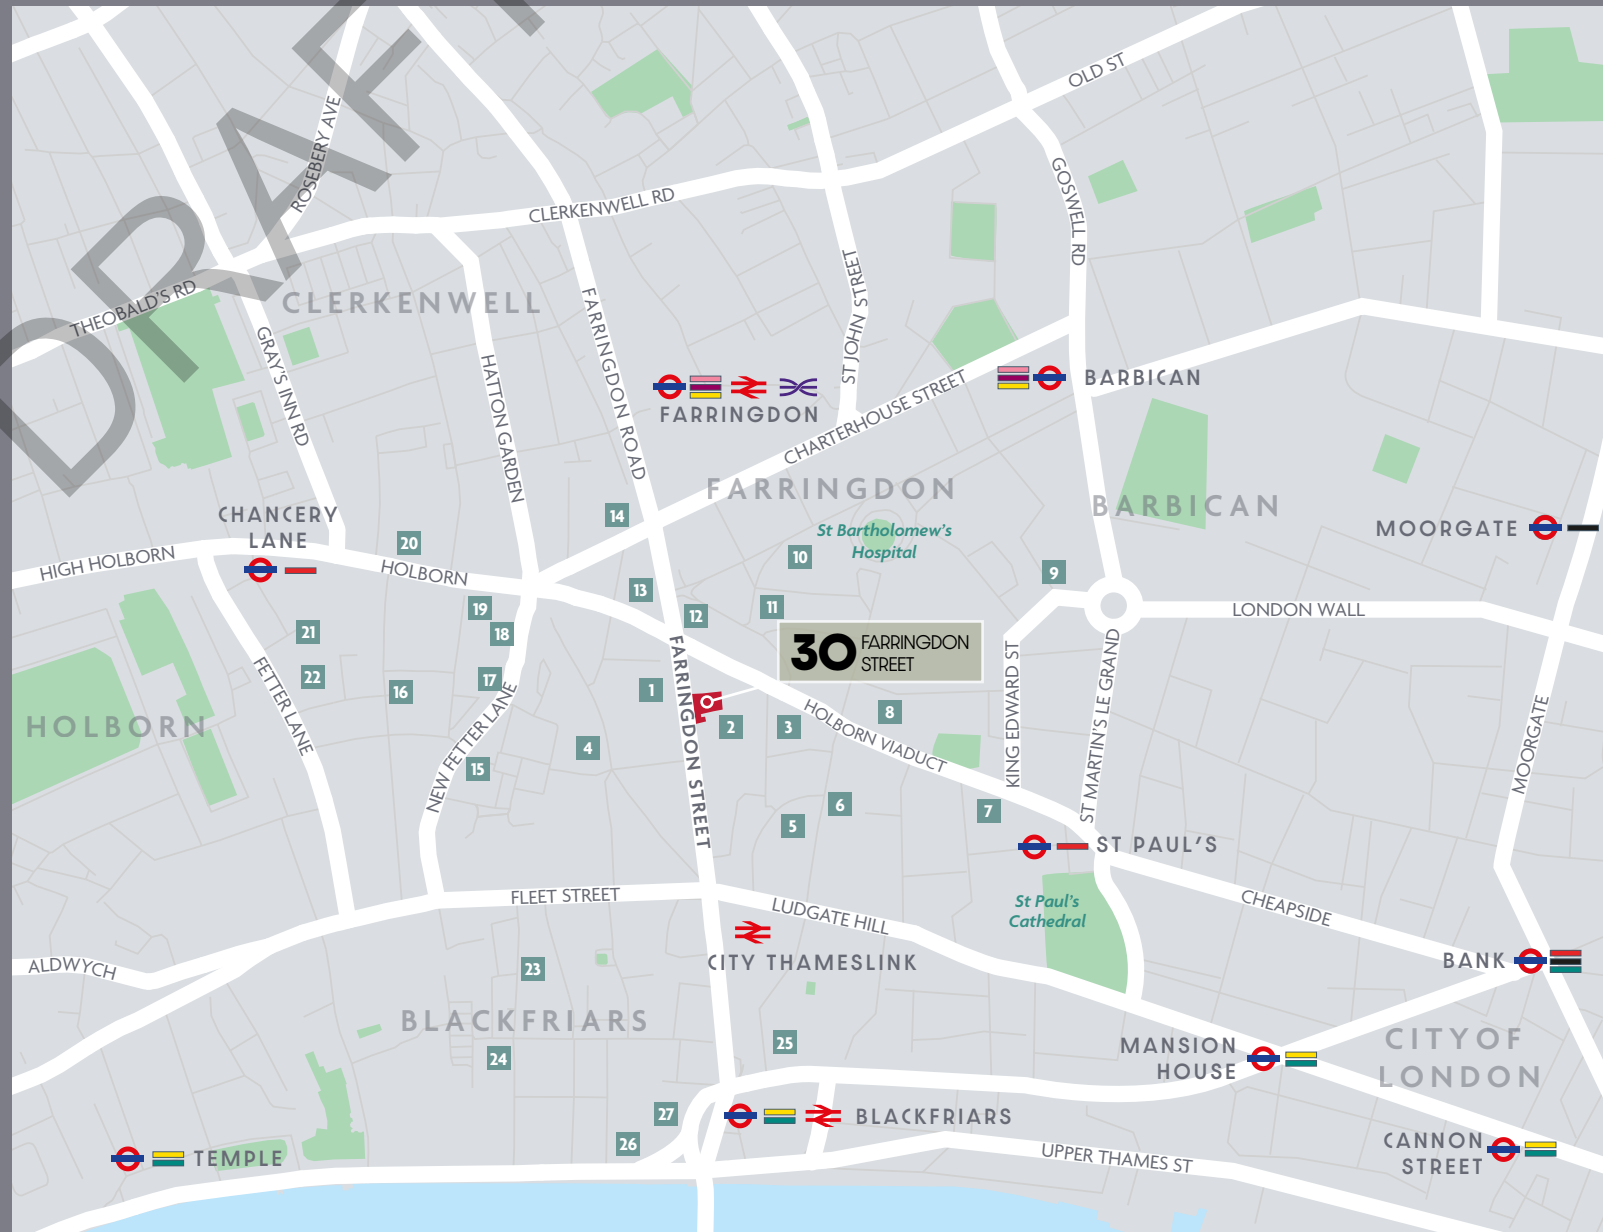 DRAFT
OLD ST
ROSEBERY AVE
CLERKENWELL RD
GOSWELL RD
ST JOHN STREET
THEOBALD'S RD
CLERKENWELL
GRAY'S INN RD
HATTON GARDEN
FARRINGDON ROAD
FARRINGDON
BARBICAN
CHARTERHOUSE STREET
FARRINGDON
BARBICAN
CHANCERY
LANE
14
St Bartholomew's
Hospital
MOORGATE
HIGH HOLBORN
20
HOLBORN
10
9
13
19
12
11
LONDON WALL
21
18
30 FARRINGDON
STREET
22
17
16
1
2
3
8
HOLBORN
FETTER LANE
NEW FETTER LANE
FARRINGDON STREET
HOLBORN VIADUCT
KING EDWARD ST
ST MARTIN'S LE GRAND
MOORGATE
4
15
6
5
7
ST PAUL'S
FLEET STREET
LUDGATE HILL
St Paul's
Cathedral
CHEAPSIDE
ALDWYCH
23
CITY THAMESLINK
BANK
BLACKFRIARS
25
24
MANSION
HOUSE
CITY OF
LONDON
27
BLACKFRIARS
26
TEMPLE
UPPER THAMES ST
CANNON
STREET